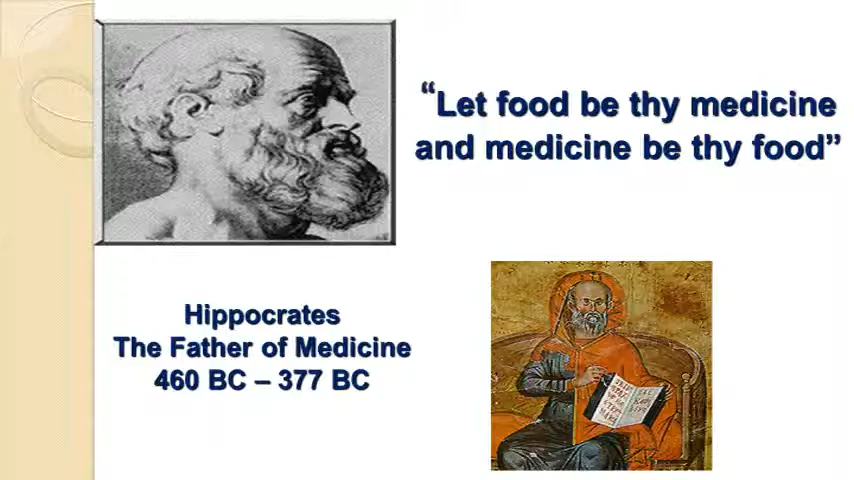 “Let food be thy medicine
and medicine be thy food”
Hippocrates
The Father of Medicine
460 BC – 377 BC